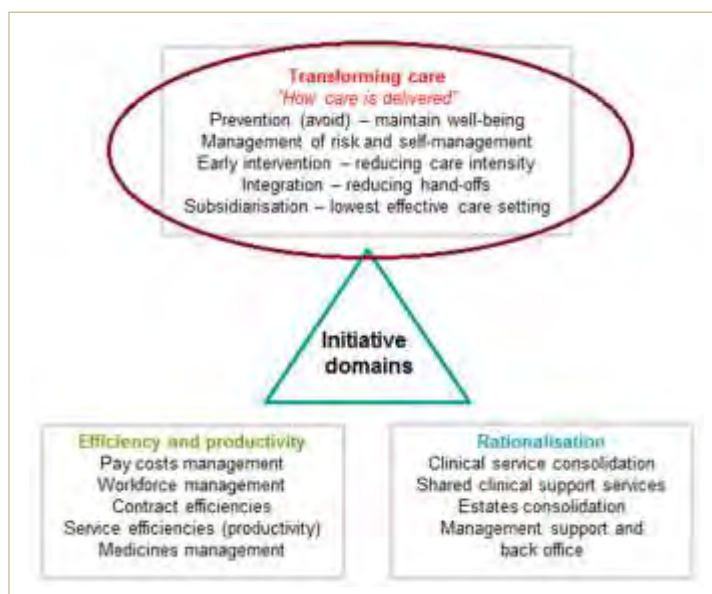 Transforming care
"How care is delivered"
Prevention (avoid) – maintain well-being
Management of risk and self-management
Early intervention – reducing care intensity
Integration – reducing hand-offs
Subsidiarisation – lowest effective care setting
Initiative
domains
Efficiency and productivity
Pay costs management
Workforce management
Contract efficiencies
Service efficiencies (productivity)
Medicines management
Rationalisation
Clinical service consolidation
Shared clinical support services
Estates consolidation
Management support and
back office